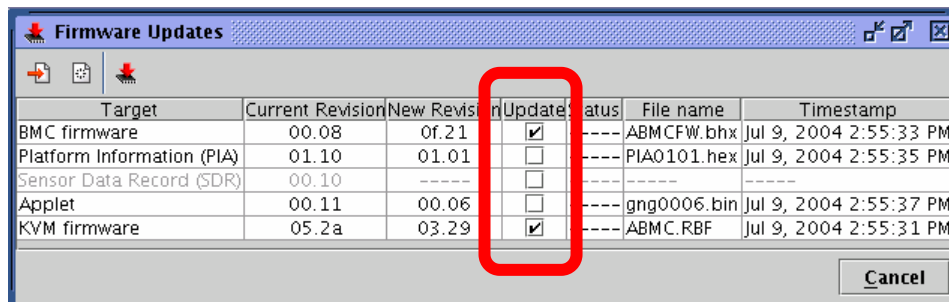 Firmware Updates
Target Current Revision New Revision Update Status File name Timestamp
BMC firmware 00.08 0f.21 ----- ABMCFW.bhx Jul 9, 2004 2:55:33 PM
Platform Information (PIA) 01.10 01.01 ----- PIA0101.hex Jul 9, 2004 2:55:35 PM
Sensor Data Record (SDR) 00.10 ----- ----- ----- -----
Applet 00.11 00.06 ----- gng0006.bin Jul 9, 2004 2:55:37 PM
KVM firmware 05.2a 03.29 ----- ABMC.RBF Jul 9, 2004 2:55:31 PM
Cancel